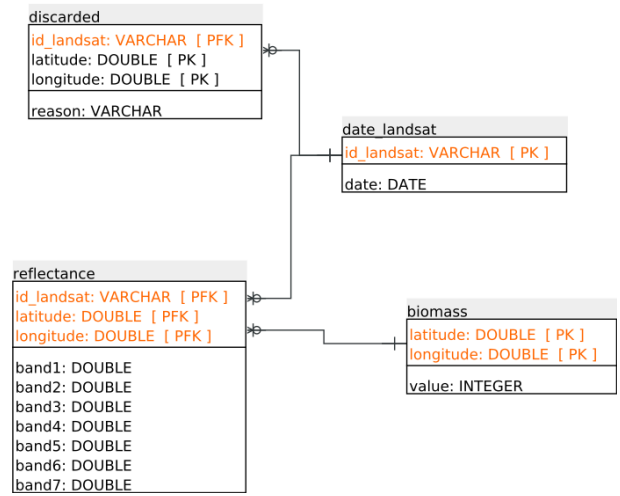 discarded
id_landsat: VARCHAR [ PFK ]
latitude: DOUBLE [ PK ]
longitude: DOUBLE [ PK ]
reason: VARCHAR
date_landsat
id_landsat: VARCHAR [ PK ]
date: DATE
reflectance
id_landsat: VARCHAR [ PFK ]
latitude: DOUBLE [ PFK ]
longitude: DOUBLE [ PFK ]
band1: DOUBLE
band2: DOUBLE
band3: DOUBLE
band4: DOUBLE
band5: DOUBLE
band6: DOUBLE
band7: DOUBLE
biomass
latitude: DOUBLE [ PK ]
longitude: DOUBLE [ PK ]
value: INTEGER